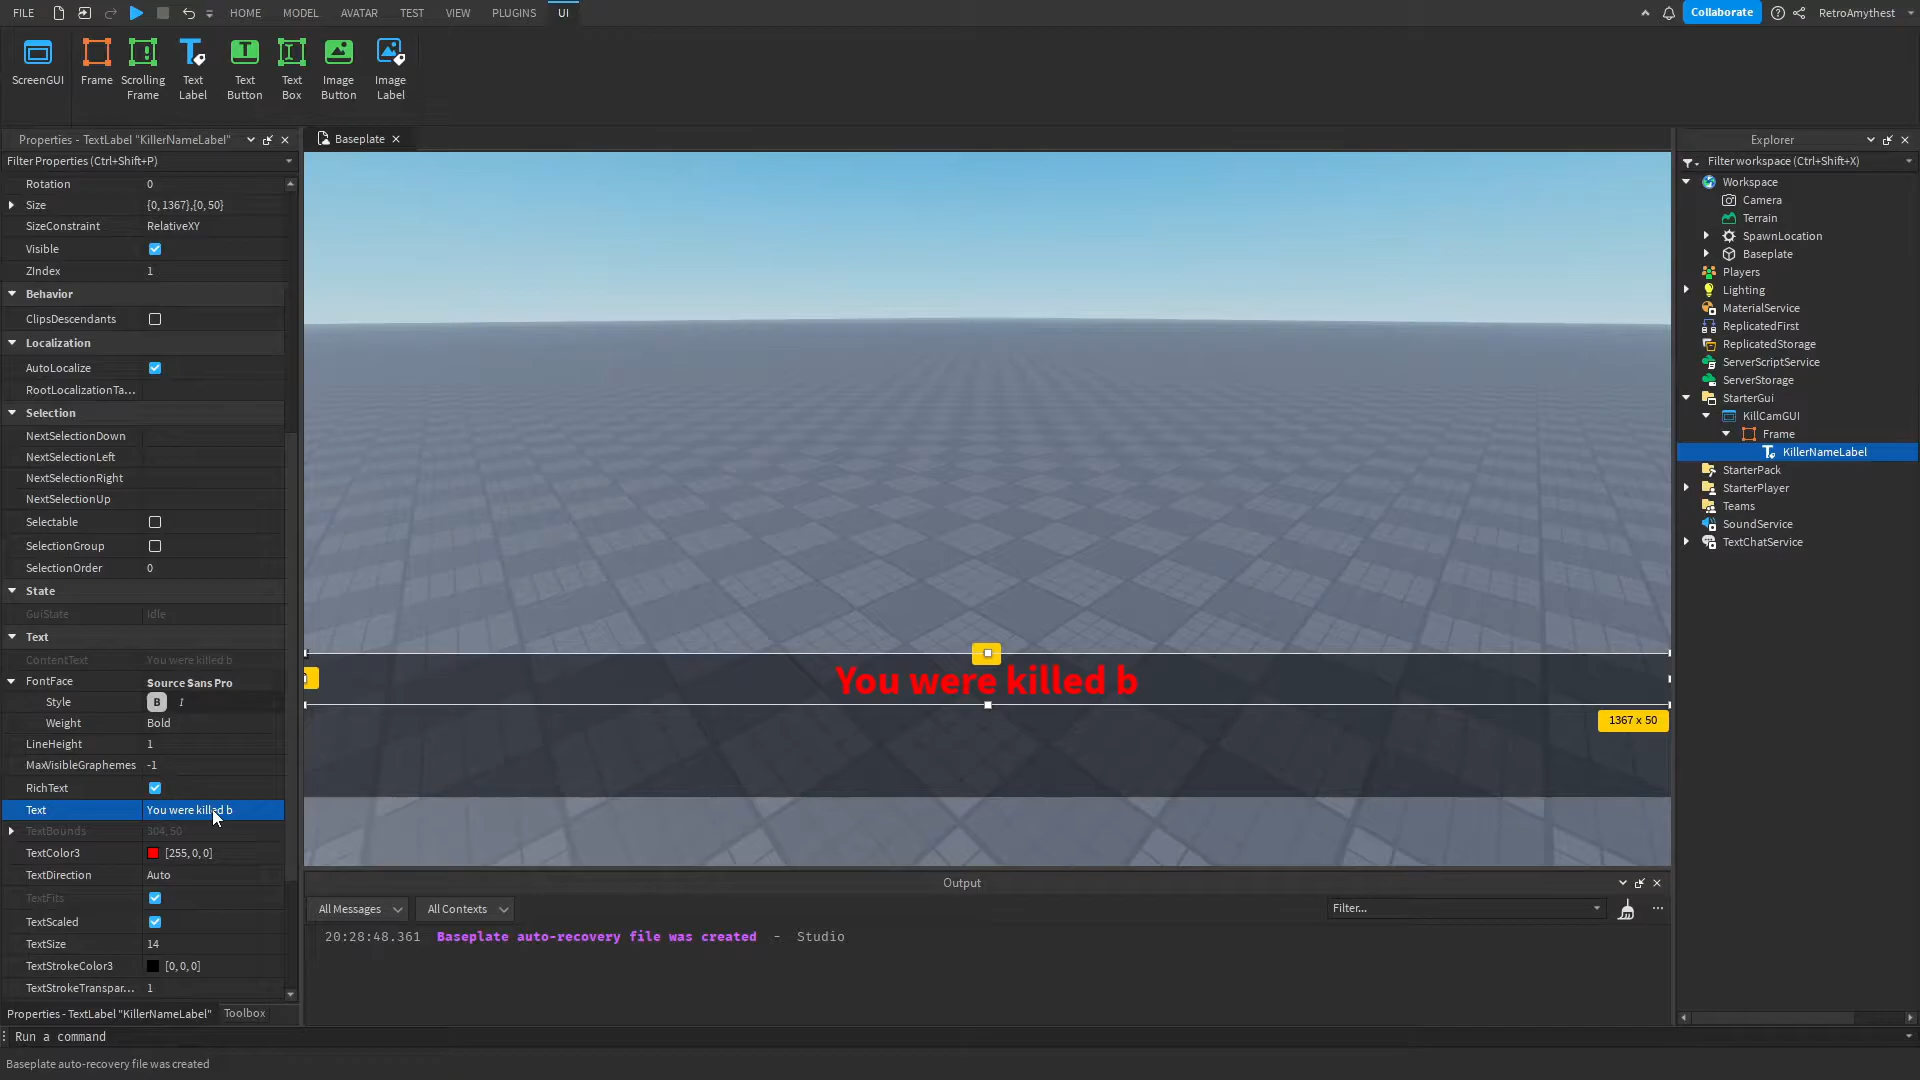 FILE
HOME
MODEL
AVATAR
TEST
VIEW
PLUGINS
UI
Collaborate
RetroAmythest
ScreenGUI
Frame
Scrolling
Frame
Text
Label
Text
Button
Text
Box
Image
Button
Image
Label
Properties - TextLabel "KillerNameLabel"
Filter Properties (Ctrl+Shift+P)
Rotation 0
Size {0, 1367},{0, 50}
SizeConstraint RelativeXY
Visible
ZIndex 1
Behavior
ClipsDescendants
Localization
AutoLocalize
RootLocalizationTa...
Selection
NextSelectionDown
NextSelectionLeft
NextSelectionRight
NextSelectionUp
Selectable
SelectionGroup
SelectionOrder 0
State
GuiState Idle
Text
ContentText You were killed b
FontFace Source Sans Pro
Style B I
Weight Bold
LineHeight 1
MaxVisibleGraphemes -1
RichText
Text You were killed b
TextBounds 304, 50
TextColor3 [255, 0, 0]
TextDirection Auto
TextFits
TextScaled
TextSize 14
TextStrokeColor3 [0, 0, 0]
TextStrokeTranspar... 1
Properties - TextLabel "KillerNameLabel"
Toolbox
Baseplate
You were killed b
1367 x 50
Output
All Messages
All Contexts
Filter...
20:28:48.361 Baseplate auto-recovery file was created - Studio
Explorer
Filter workspace (Ctrl+Shift+X)
Workspace
Camera
Terrain
SpawnLocation
Baseplate
Players
Lighting
MaterialService
ReplicatedFirst
ReplicatedStorage
ServerScriptService
ServerStorage
StarterGui
KillCamGUI
Frame
KillerNameLabel
StarterPack
StarterPlayer
Teams
SoundService
TextChatService
Run a command
Baseplate auto-recovery file was created